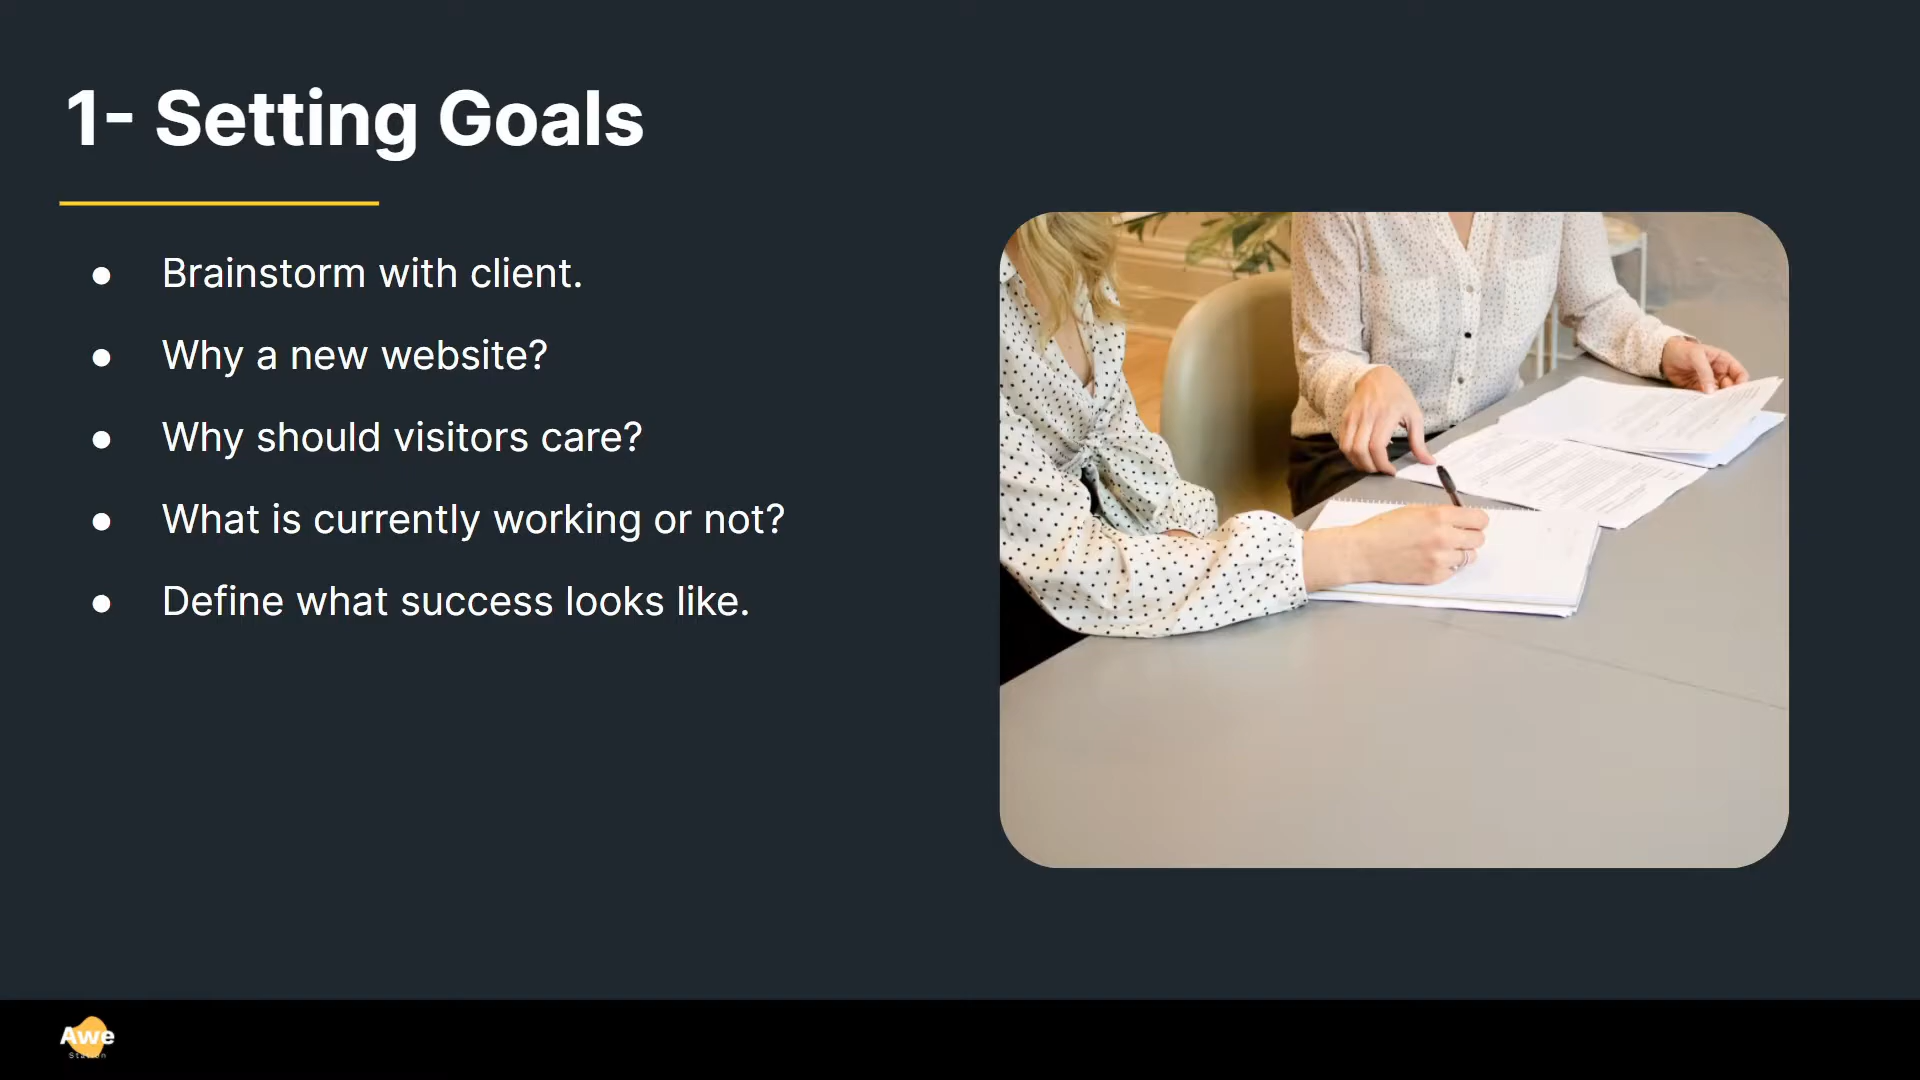 1- Setting Goals
● Brainstorm with client.
● Why a new website?
● Why should visitors care?
● What is currently working or not?
● Define what success looks like.
Awe
Station